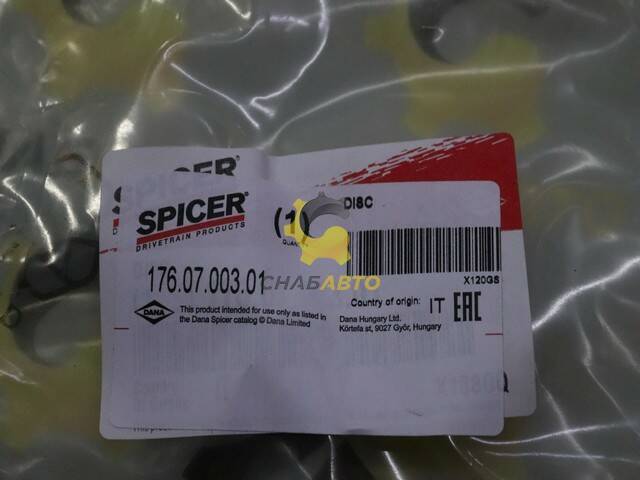 SPICER®
DRIVETRAIN PRODUCTS
(1)
DISC
176.07.003.01
СНАБАВТО
X120GS
DANA
This product intended for use only as listed in
the Dana Spicer catalog © Dana Limited
Country of origin: IT EAC
Dana Hungary Ltd.
Körtefa st, 9027 Győr, Hungary